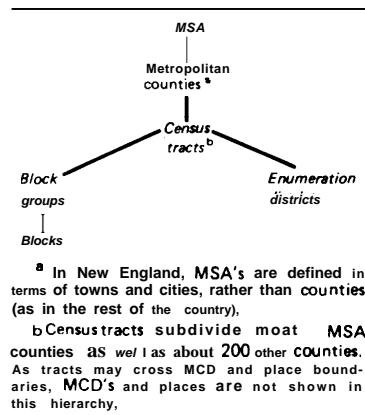 MSA
Metropolitan
counties a
Census
tracts b
Block
groups
Enumeration
districts
Blocks
a In New England, MSA's are defined in
terms of towns and cities, rather than counties
(as in the rest of the country),
b Census tracts subdivide moat MSA
counties as wel l as about 200 other counties.
As tracts may cross MCD and place bound-
aries, MCD's and places are not shown in
this hierarchy,